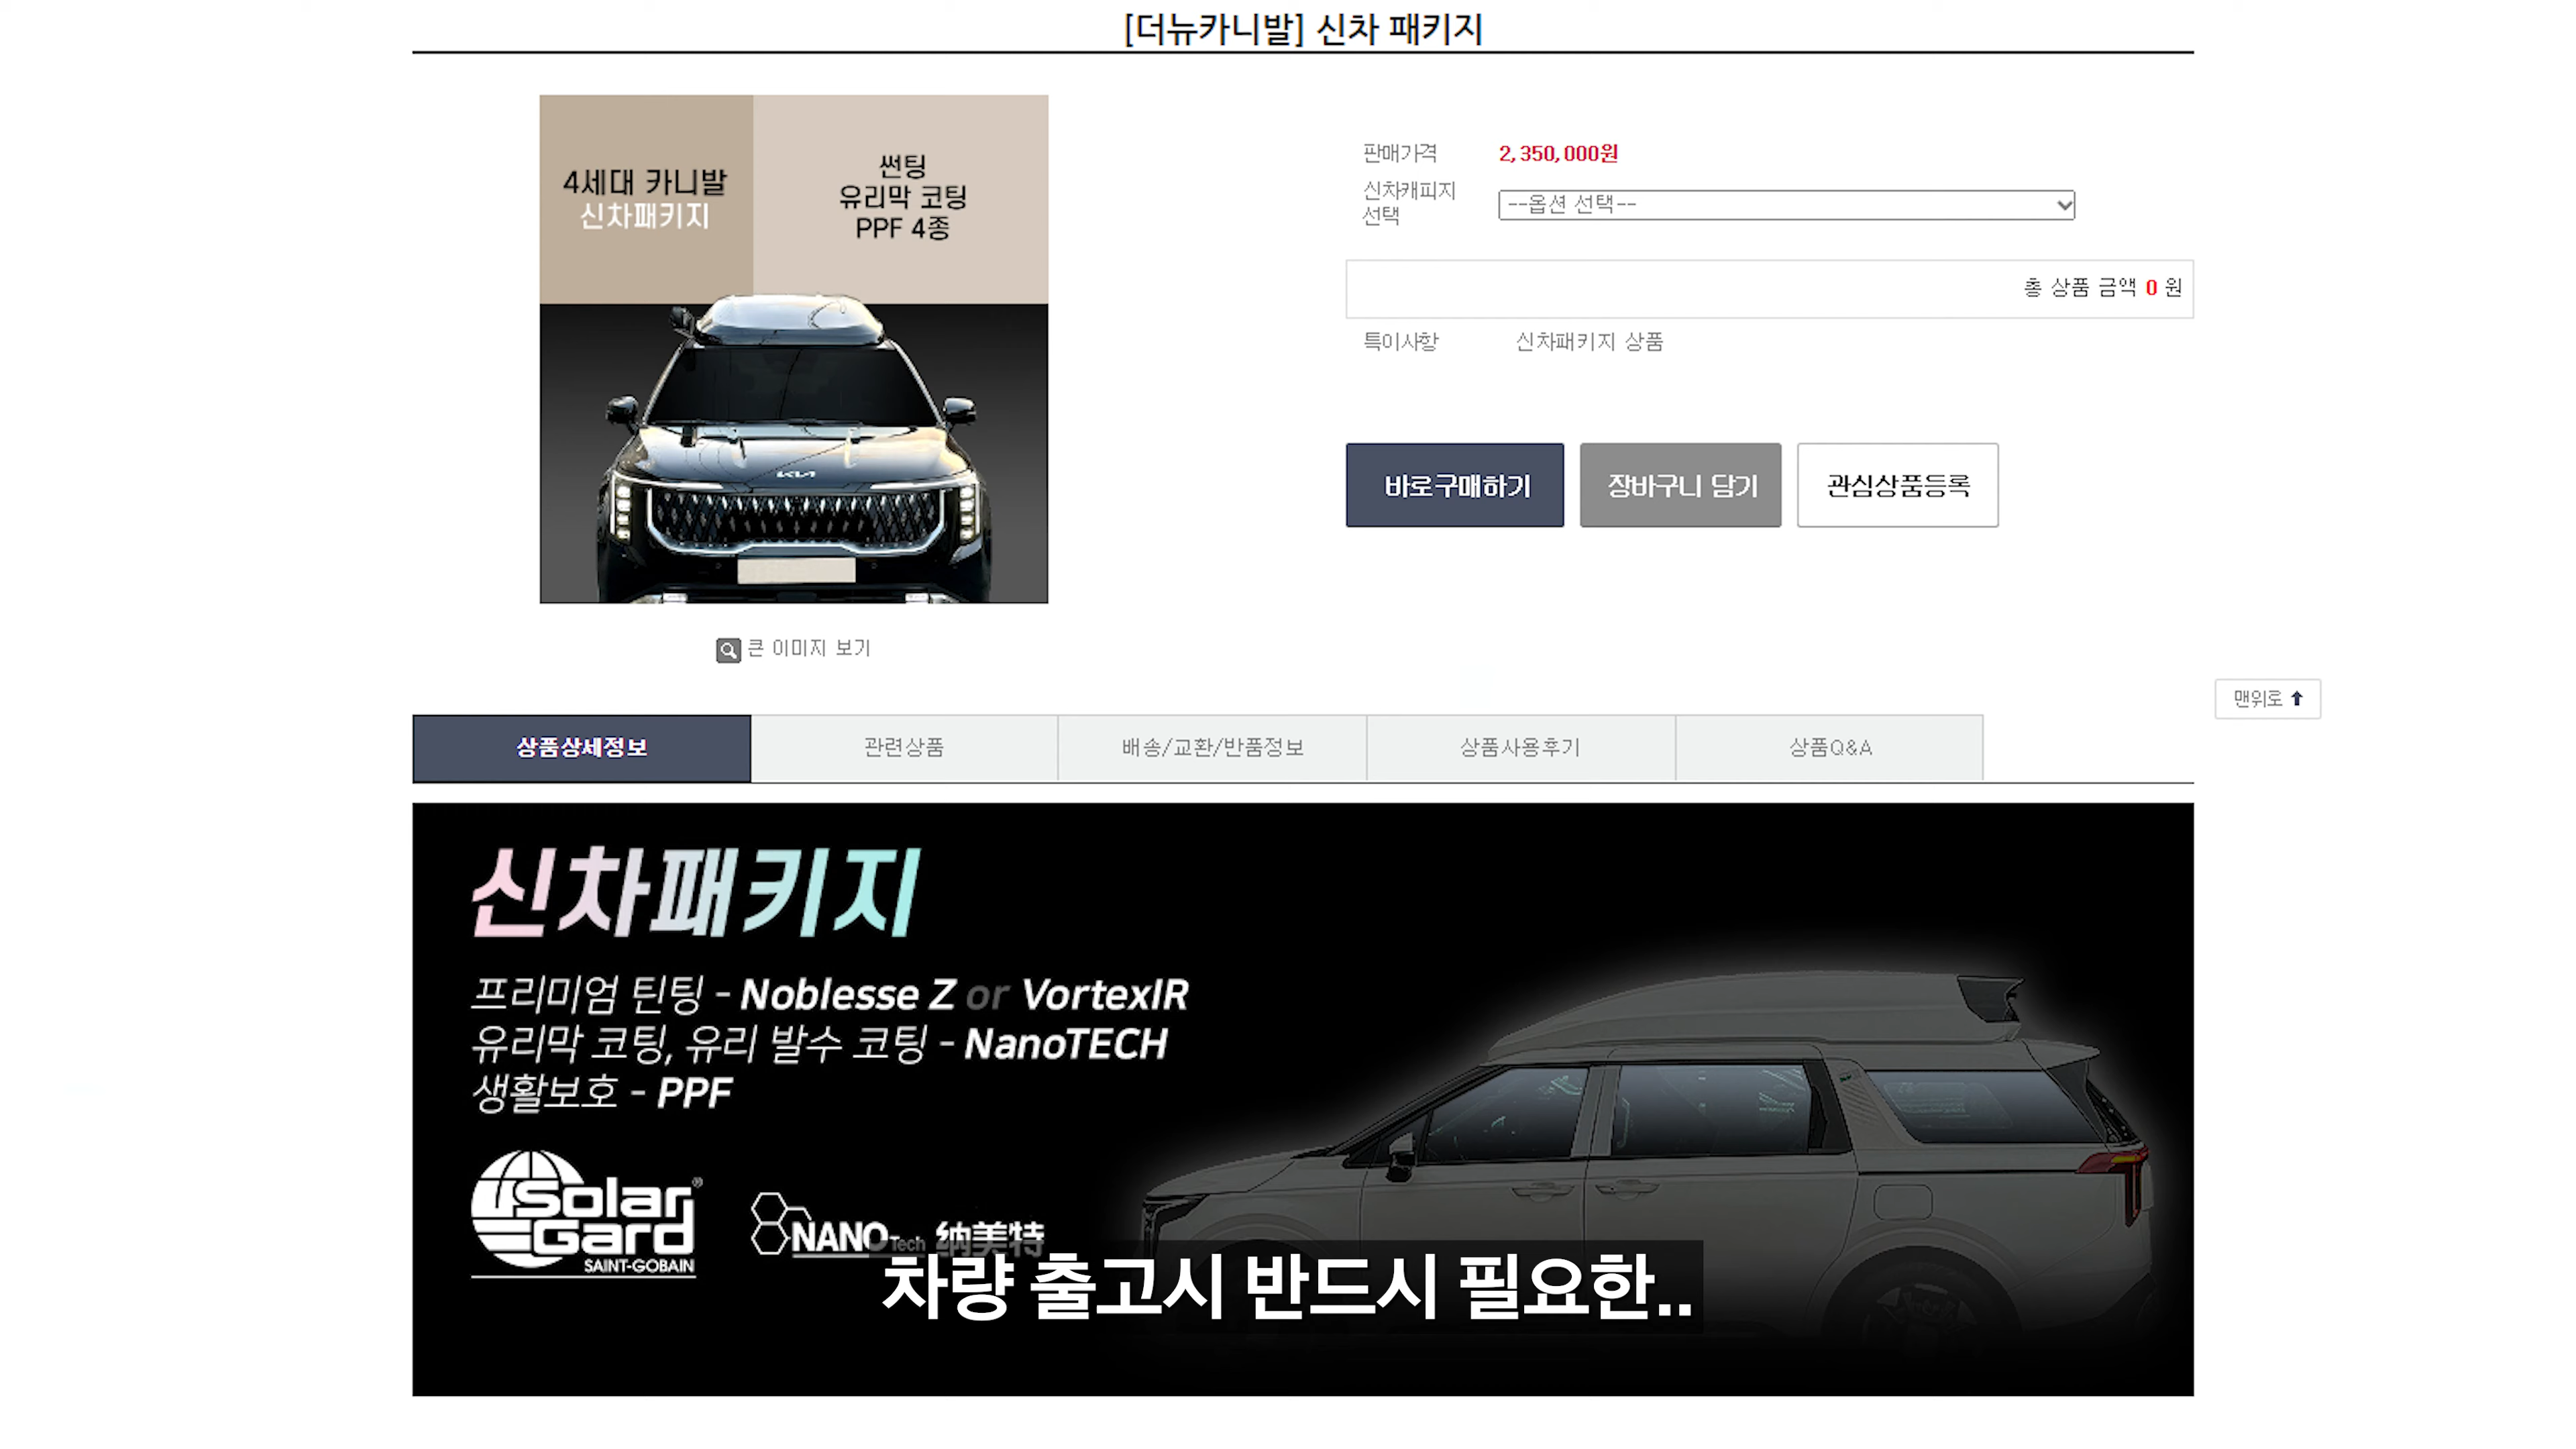 [더뉴카니발] 신차 패키지
4세대 카니발
신차패키지
썬팅
유리막 코팅
PPF 4종
KIA
큰 이미지 보기
판매가격 2,350,000원
신차캐피지
선택
--옵션 선택--
총 상품 금액 0 원
특이사항 신차패키지 상품
바로구매하기 장바구니 담기 관심상품등록
맨위로
상품상세정보 관련상품 배송/교환/반품정보 상품사용후기 상품Q&A
신차패키지
프리미엄 틴팅 - Noblesse Z or VortexIR
유리막 코팅, 유리 발수 코팅 - NanoTECH
생활보호 - PPF
Solar Gard®
SAINT-GOBAIN
NANO Tech 纳美特
차량 출고시 반드시 필요한..